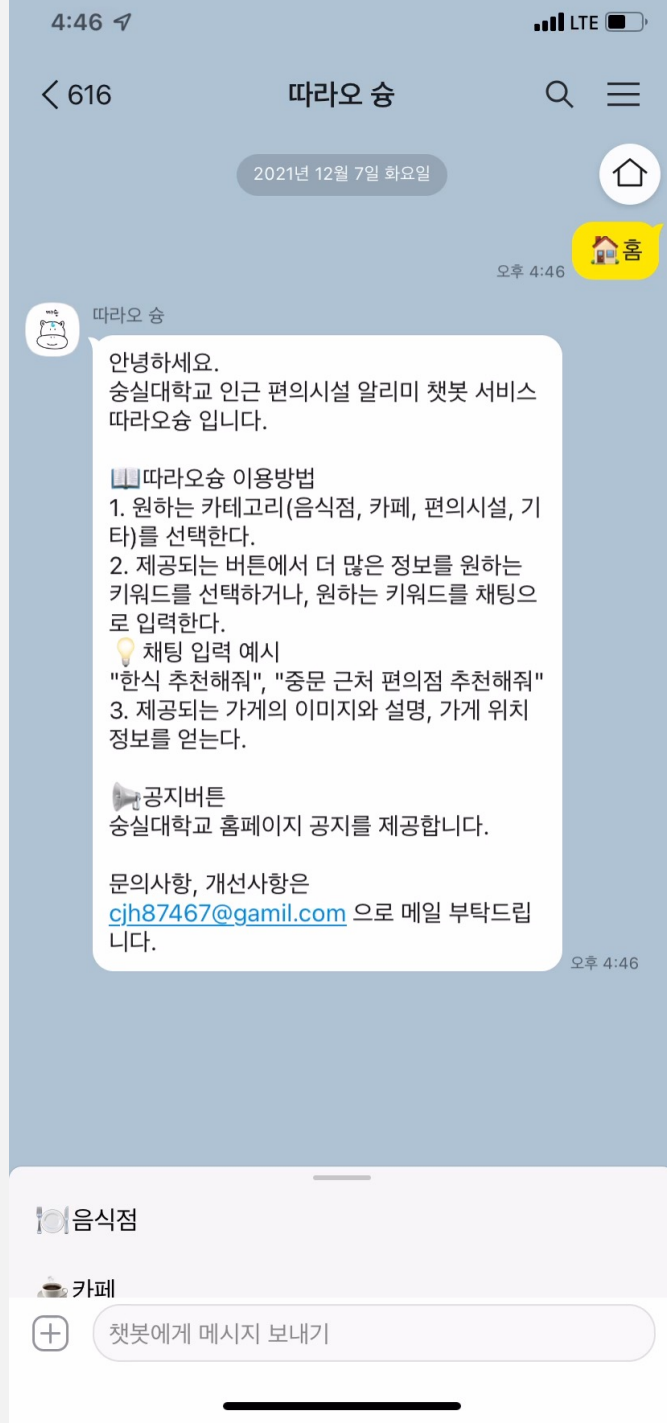 4:46
LTE
616
따라오 슝
2021년 12월 7일 화요일
홈
오후 4:46
따라오 슝
안녕하세요.
숭실대학교 인근 편의시설 알리미 챗봇 서비스
따라오슝 입니다.
따라오슝 이용방법
1. 원하는 카테고리(음식점, 카페, 편의시설, 기
타)를 선택한다.
2. 제공되는 버튼에서 더 많은 정보를 원하는
키워드를 선택하거나, 원하는 키워드를 채팅으
로 입력한다.
채팅 입력 예시
"한식 추천해줘", "중문 근처 편의점 추천해줘"
3. 제공되는 가게의 이미지와 설명, 가게 위치
정보를 얻는다.
공지버튼
숭실대학교 홈페이지 공지를 제공합니다.
문의사항, 개선사항은
cjh87467@gamil.com 으로 메일 부탁드립
니다.
오후 4:46
음식점
카페
챗봇에게 메시지 보내기